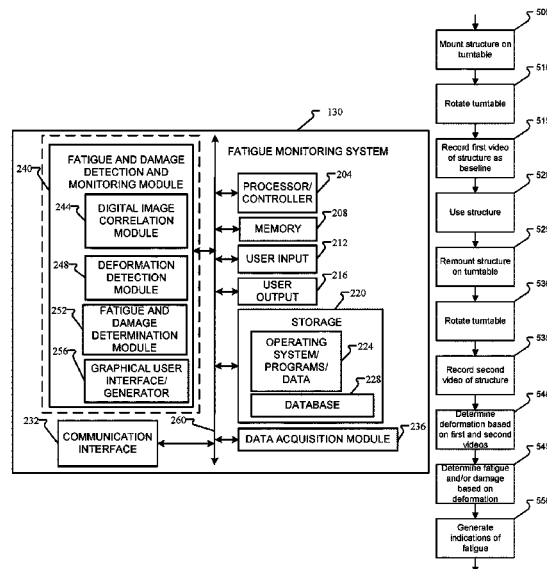 130
FATIGUE MONITORING SYSTEM
240
FATIGUE AND DAMAGE
DETECTION AND
MONITORING MODULE
244
DIGITAL IMAGE
CORRELATION
MODULE
248
DEFORMATION
DETECTION
MODULE
252
FATIGUE AND
DAMAGE
DETERMINATION
MODULE
256
GRAPHICAL USER
INTERFACE/
GENERATOR
232
COMMUNICATION
INTERFACE
260
PROCESSOR/
CONTROLLER
204
MEMORY
208
USER INPUT
212
USER
OUTPUT
216
220
STORAGE
OPERATING
SYSTEM/
PROGRAMS/
DATA
224
228
DATABASE
DATA ACQUISITION MODULE
236
Mount structure on
turntable
510
Rotate turntable
Record first video
of structure as
baseline
Use structure
Remount structure
on turntable
Rotate turntable
Record second
video of structure
Determine
deformation based
on first and second
videos
Determine fatigue
and/or damage
based on
deformation
Generate
indications of
fatigue